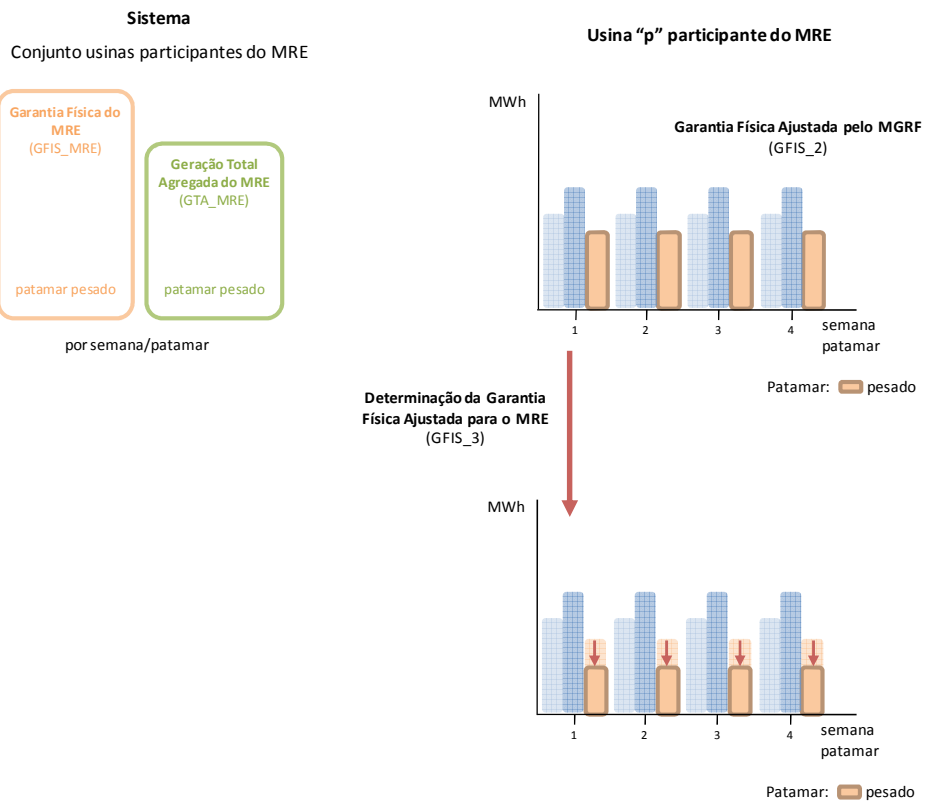 Sistema
Conjunto usinas participantes do MRE
Garantia Física do
MRE
(GFIS_MRE)
patamar pesado
Geração Total
Agregada do MRE
(GTA_MRE)
patamar pesado
por semana/patamar
Usina “p” participante do MRE
MWh
Garantia Física Ajustada pelo MGRF
(GFIS_2)
1 2 3 4 semana
patamar
Patamar: pesado
Determinação da Garantia
Física Ajustada para o MRE
(GFIS_3)
MWh
1 2 3 4 semana
patamar
Patamar: pesado